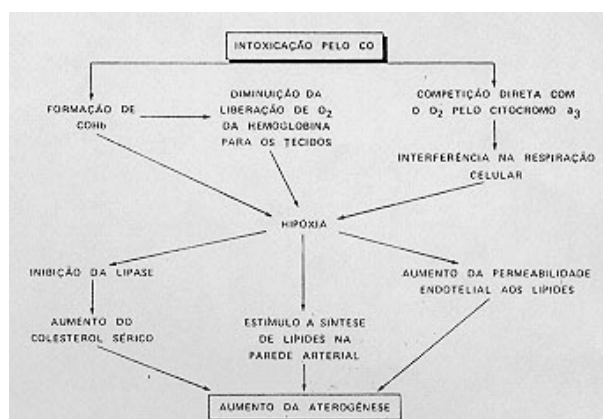 INTOXICAÇÃO PELO CO
FORMAÇÃO DE
COHb
DIMINUIÇÃO DA
LIBERAÇÃO DE O2
DA HEMOGLOBINA
PARA OS TECIDOS
COMPETIÇÃO DIRETA COM
O O2 PELO CITOCROMO a3
INTERFERÊNCIA NA RESPIRAÇÃO
CELULAR
HIPÓXIA
INIBIÇÃO DA LIPASE
AUMENTO DO
COLESTEROL SÉRICO
ESTÍMULO A SÍNTESE
DE LÍPIDES NA
PAREDE ARTERIAL
AUMENTO DA PERMEABILIDADE
ENDOTELIAL AOS LÍPIDES
AUMENTO DA ATEROGÊNESE